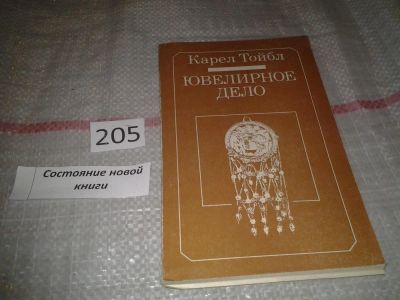 Карел Тойбл
ЮВЕЛИРНОЕ
ДЕЛО
205
Состояние новой
книги